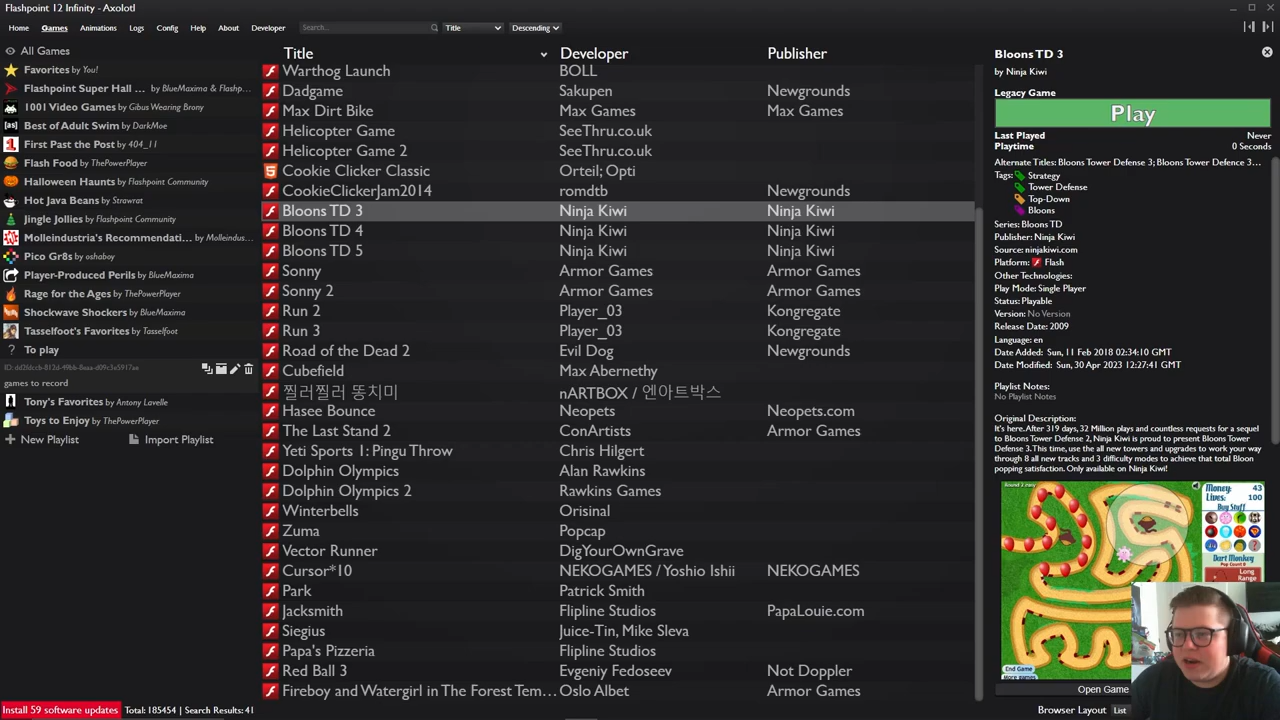 Flashpoint 12 Infinity - Axolotl
Home Games Animations Logs Config Help About Developer Search... Title Descending
All Games
Favorites by You!
Flashpoint Super Hall ... by BlueMaxima & Flashp...
1001 Video Games by Gibus Wearing Brony
Best of Adult Swim by DarkMoe
First Past the Post by 404_11
Flash Food by ThePowerPlayer
Halloween Haunts by Flashpoint Community
Hot Java Beans by Strawrat
Jingle Jollies by Flashpoint Community
Molleindustria's Recommendati... by Molleindus...
Pico Gr8s by oshaboy
Player-Produced Perils by BlueMaxima
Rage for the Ages by ThePowerPlayer
Shockwave Shockers by BlueMaxima
Tasselfoot's Favorites by Tasselfoot
? To play
games to record
Tony's Favorites by Antony Lavelle
Toys to Enjoy by ThePowerPlayer
New Playlist Import Playlist
Title Developer Publisher
Warthog Launch BOLL
Dadgame Sakupen Newgrounds
Max Dirt Bike Max Games Max Games
Helicopter Game SeeThru.co.uk
Helicopter Game 2 SeeThru.co.uk
Cookie Clicker Classic Orteil; Opti
CookieClickerJam2014 romdtb Newgrounds
Bloons TD 3 Ninja Kiwi Ninja Kiwi
Bloons TD 4 Ninja Kiwi Ninja Kiwi
Bloons TD 5 Ninja Kiwi Ninja Kiwi
Sonny Armor Games Armor Games
Sonny 2 Armor Games Armor Games
Run 2 Player_03 Kongregate
Run 3 Player_03 Kongregate
Road of the Dead 2 Evil Dog Newgrounds
Cubefield Max Abernethy
찔러찔러 똥치미 nARTBOX / 엔아트박스
Hasee Bounce Neopets Neopets.com
The Last Stand 2 ConArtists Armor Games
Yeti Sports 1: Pingu Throw Chris Hilgert
Dolphin Olympics Alan Rawkins
Dolphin Olympics 2 Rawkins Games
Winterbells Orisinal
Zuma Popcap
Vector Runner DigYourOwnGrave
Cursor*10 NEKOGAMES / Yoshio Ishii NEKOGAMES
Park Patrick Smith
Jacksmith Flipline Studios PapaLouie.com
Siegius Juice-Tin, Mike Sleva
Papa's Pizzeria Flipline Studios
Red Ball 3 Evgeniy Fedoseev Not Doppler
Fireboy and Watergirl in The Forest Tem... Oslo Albet Armor Games
Bloons TD 3
by Ninja Kiwi
Legacy Game
Play
Last Played Never
Playtime 0 Seconds
Alternate Titles: Bloons Tower Defense 3; Bloons Tower Defence 3...
Tags: Strategy
Tower Defense
Top-Down
Bloons
Series: Bloons TD
Publisher: Ninja Kiwi
Source: ninjakiwi.com
Platform: Flash
Other Technologies:
Play Mode: Single Player
Status: Playable
Version: No Version
Release Date: 2009
Language: en
Date Added: Sun, 11 Feb 2018 02:34:10 GMT
Date Modified: Sun, 30 Apr 2023 12:27:41 GMT
Playlist Notes:
No Playlist Notes
Original Description:
It's here. After 319 days, 32 Million plays and countless requests for a sequel
to Bloons Tower Defense 2, Ninja Kiwi is proud to present Bloons Tower
Defense 3. This time, use the all new towers and upgrades to work your way
through 8 all new tracks and 3 difficulty modes to achieve that total Bloon
popping satisfaction. Only available on Ninja Kiwi!
Money: 43
Lives: 100
Buy Stuff
Dart Monkey
Long
Range
End Game
Open Game
Install 59 software updates Total: 185454 | Search Results: 41
Browser Layout List